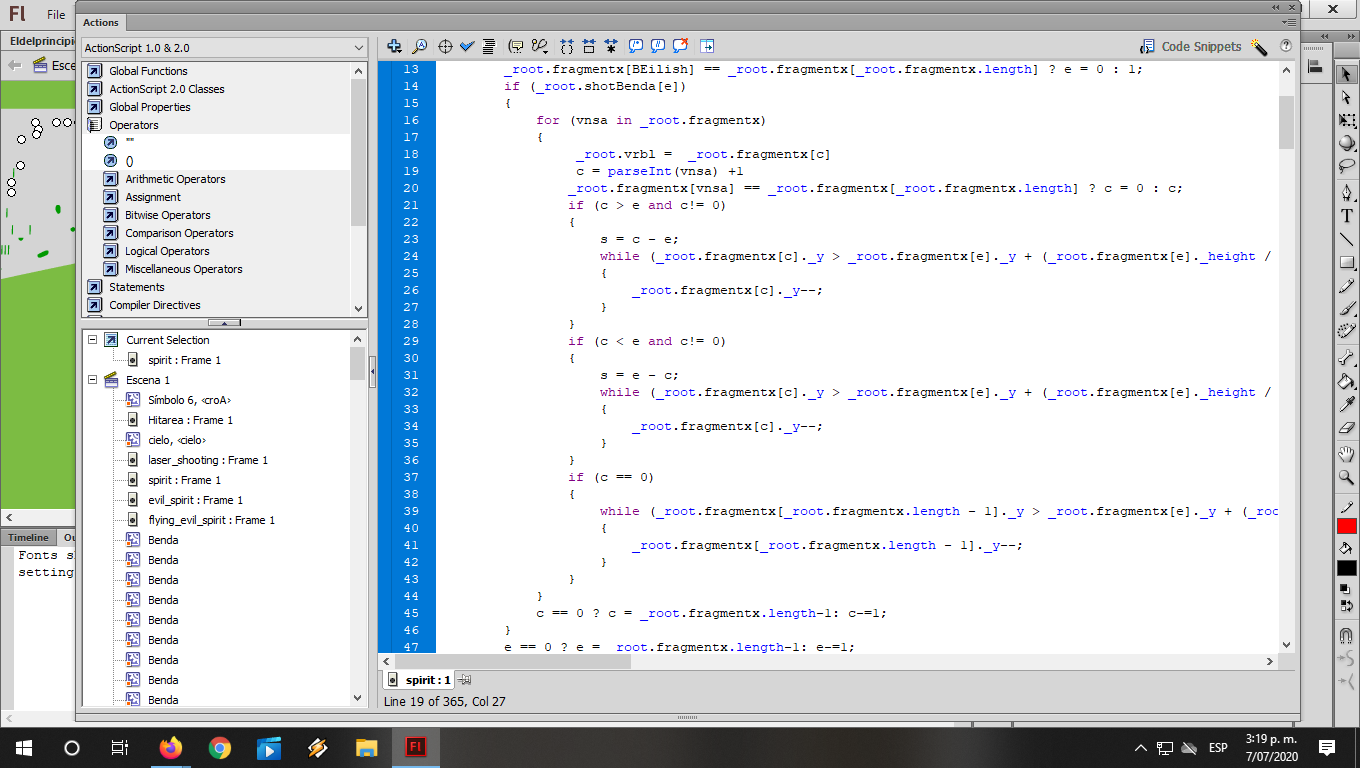 Fl
File
Actions
Eldelprincipi
ActionScript 1.0 & 2.0
Code Snippets
Esce
Global Functions
ActionScript 2.0 Classes
Global Properties
Operators
""
()
Arithmetic Operators
Assignment
Bitwise Operators
Comparison Operators
Logical Operators
Miscellaneous Operators
Statements
Compiler Directives
Current Selection
spirit : Frame 1
Escena 1
Símbolo 6, <croA>
Hitarea : Frame 1
cielo, <cielo>
laser_shooting : Frame 1
spirit : Frame 1
evil_spirit : Frame 1
flying_evil_spirit : Frame 1
Benda
Benda
Benda
Benda
Benda
Benda
Benda
Benda
Benda
Timeline
Ou
Fonts s
setting
13 _root.fragmentx[BEilish] == _root.fragmentx[_root.fragmentx.length] ? e = 0 : 1;
14 if (_root.shotBenda[e])
15 {
16 for (vnsa in _root.fragmentx)
17 {
18 _root.vrbl = _root.fragmentx[c]
19 c = parseInt(vnsa) +1
20 _root.fragmentx[vnsa] == _root.fragmentx[_root.fragmentx.length] ? c = 0 : c;
21 if (c > e and c!= 0)
22 {
23 s = c - e;
24 while (_root.fragmentx[c]._y > _root.fragmentx[e]._y + (_root.fragmentx[e]._height /
25 {
26 _root.fragmentx[c]._y--;
27 }
28 }
29 if (c < e and c!= 0)
30 {
31 s = e - c;
32 while (_root.fragmentx[c]._y > _root.fragmentx[e]._y + (_root.fragmentx[e]._height /
33 {
34 _root.fragmentx[c]._y--;
35 }
36 }
37 if (c == 0)
38 {
39 while (_root.fragmentx[_root.fragmentx.length - 1]._y > _root.fragmentx[e]._y + (_roo
40 {
41 _root.fragmentx[_root.fragmentx.length - 1]._y--;
42 }
43 }
44 }
45 c == 0 ? c = _root.fragmentx.length-1: c-=1;
46 }
47 e == 0 ? e = _root.fragmentx.length-1: e-=1;
spirit : 1
Line 19 of 365, Col 27
T
Fl
ESP
3:19 p. m.
7/07/2020